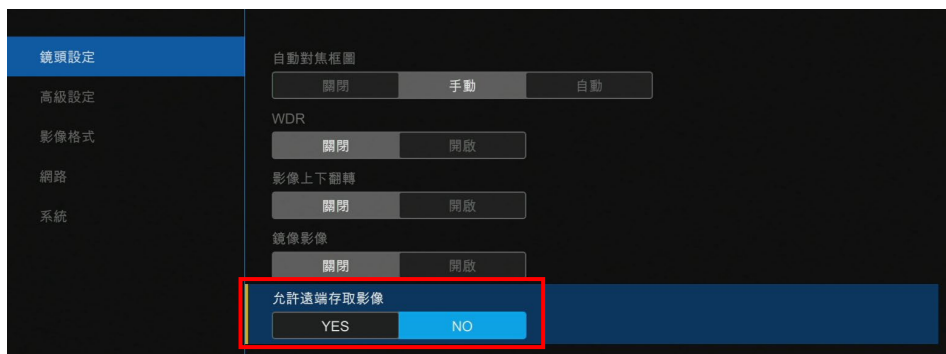 鏡頭設定
高級設定
影像格式
網路
系統
自動對焦框圖
關閉 手動 自動
WDR
關閉 開啟
影像上下翻轉
關閉 開啟
鏡像影像
關閉 開啟
允許遠端存取影像
YES NO